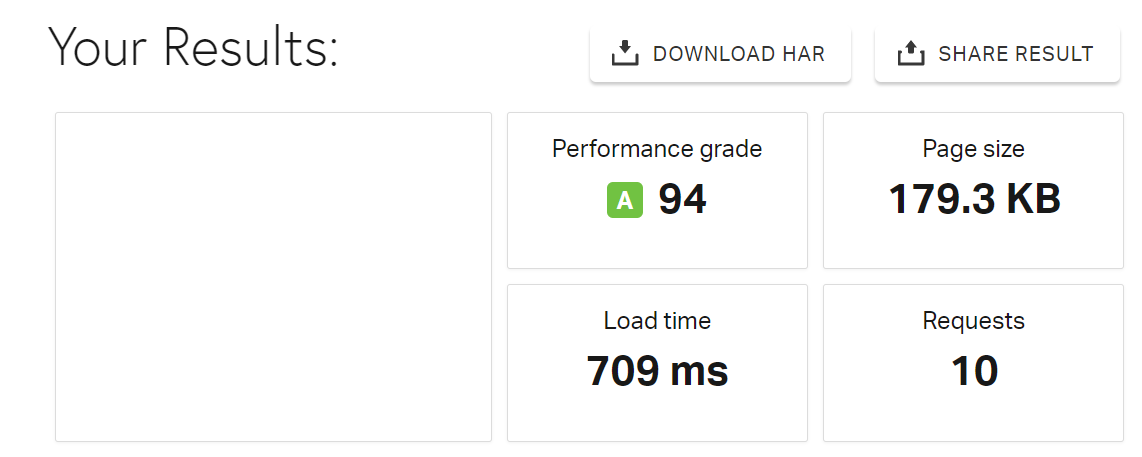 Your Results:
DOWNLOAD HAR
SHARE RESULT
Performance grade
A 94
Page size
179.3 KB
Load time
709 ms
Requests
10